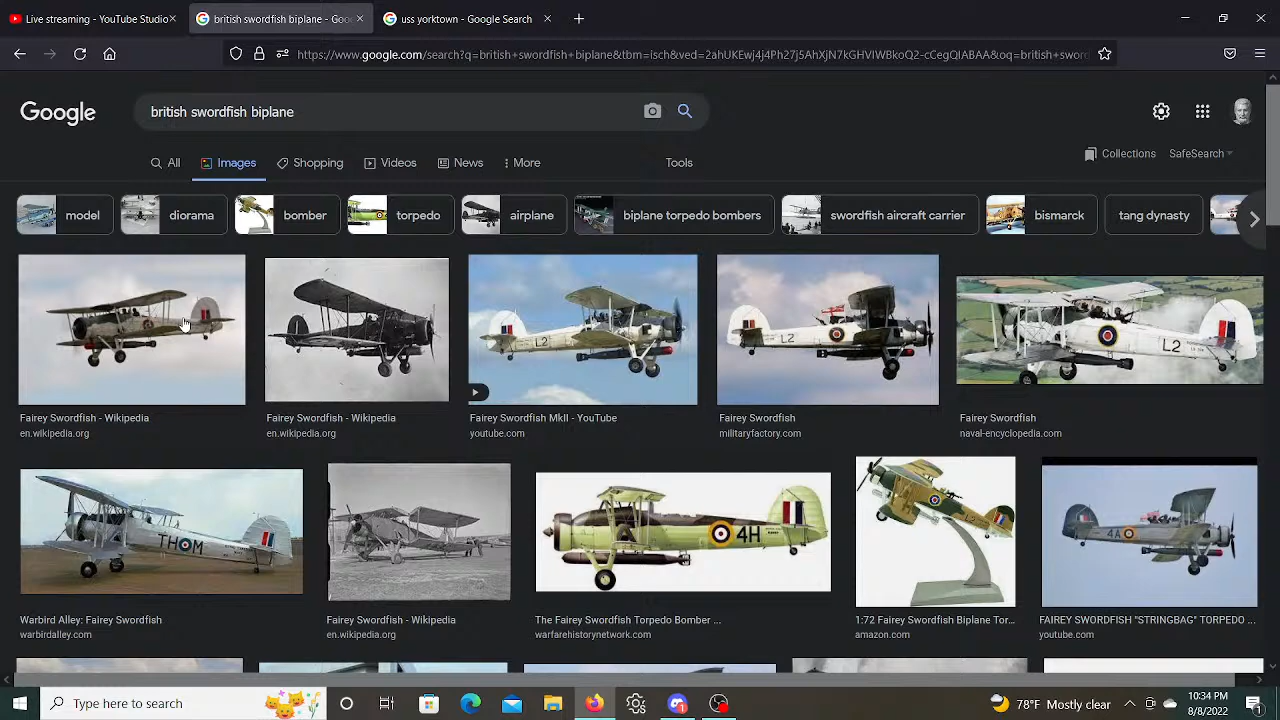 Live streaming - YouTube Studio
british swordfish biplane - Goo
uss yorktown - Google Search
https://www.google.com/search?q=british+swordfish+biplane&tbm=isch&ved=2ahUKEwj4j4Ph27j5AhXjN7kGHVIWBkoQ2-cCegQIABAA&oq=british+swor
Google
british swordfish biplane
All
Images
Shopping
Videos
News
More
Tools
Collections
SafeSearch
model
diorama
bomber
torpedo
airplane
biplane torpedo bombers
swordfish aircraft carrier
bismarck
tang dynasty
L2
L2
L2
Fairey Swordfish - Wikipedia
en.wikipedia.org
Fairey Swordfish - Wikipedia
en.wikipedia.org
Fairey Swordfish MkII - YouTube
youtube.com
Fairey Swordfish
militaryfactory.com
Fairey Swordfish
naval-encyclopedia.com
TH M
4H
4A
Warbird Alley: Fairey Swordfish
warbirdalley.com
Fairey Swordfish - Wikipedia
en.wikipedia.org
The Fairey Swordfish Torpedo Bomber ...
warfarehistorynetwork.com
1:72 Fairey Swordfish Biplane Tor...
amazon.com
FAIREY SWORDFISH "STRINGBAG" TORPEDO ...
youtube.com
Type here to search
78°F Mostly clear
10:34 PM
8/8/2022